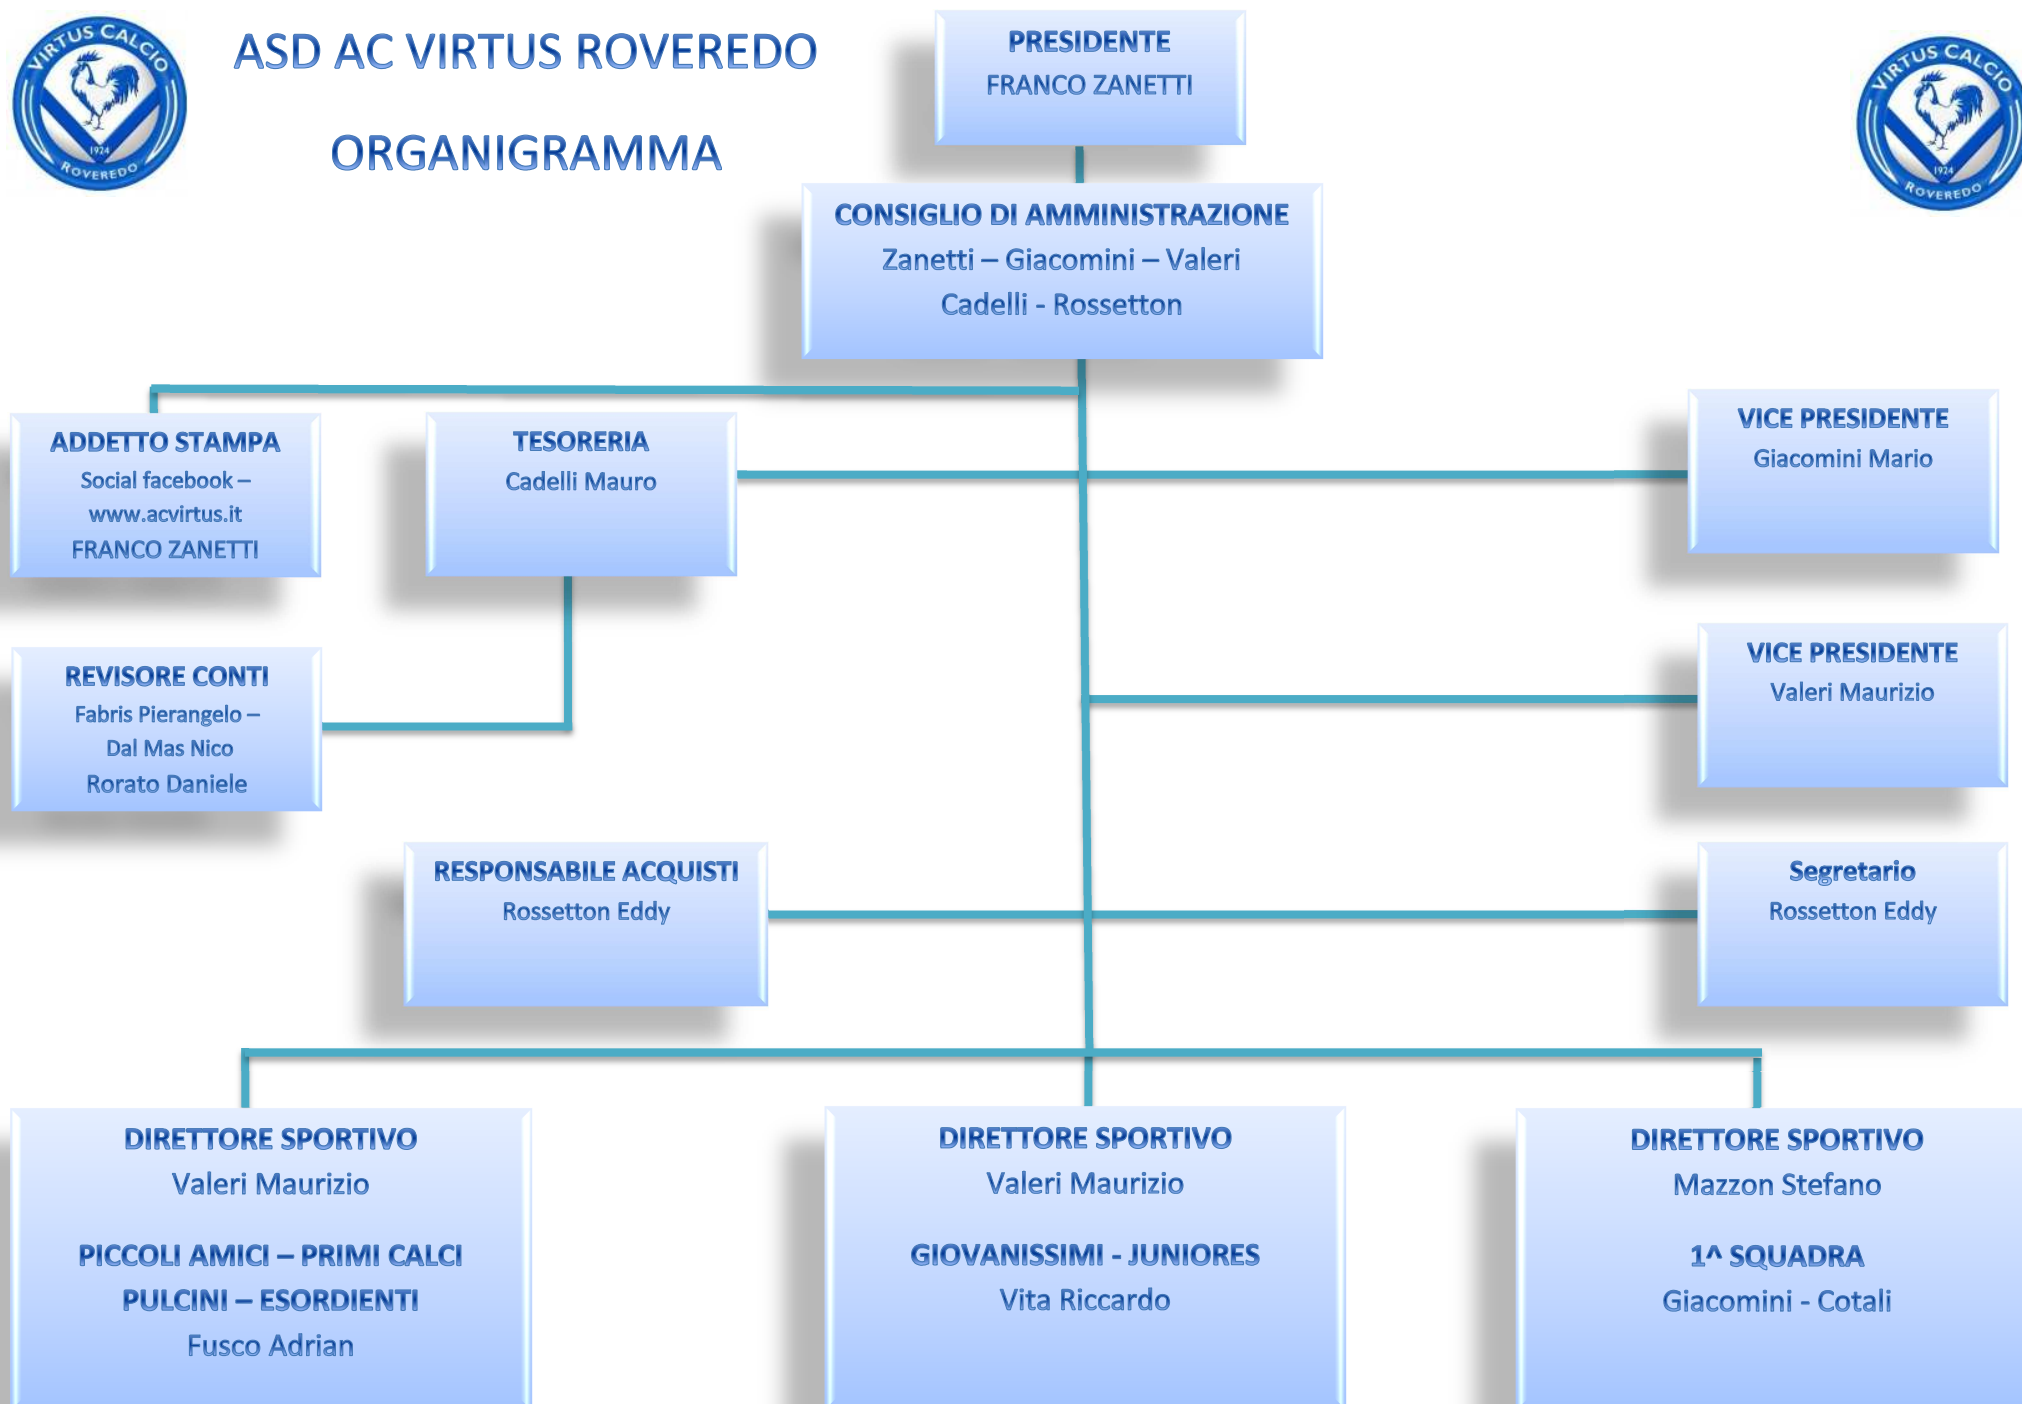 VIRTUS CALCIO
1924
ROVEREDO
ASD AC VIRTUS ROVEREDO
ORGANIGRAMMA
PRESIDENTE
FRANCO ZANETTI
VIRTUS CALCIO
1924
ROVEREDO
CONSIGLIO DI AMMINISTRAZIONE
Zanetti – Giacomini – Valeri
Cadelli - Rossetton
ADDETTO STAMPA
Social facebook –
www.acvirtus.it
FRANCO ZANETTI
TESORERIA
Cadelli Mauro
VICE PRESIDENTE
Giacomini Mario
REVISORE CONTI
Fabris Pierangelo –
Dal Mas Nico
Rorato Daniele
VICE PRESIDENTE
Valeri Maurizio
RESPONSABILE ACQUISTI
Rossetton Eddy
Segretario
Rossetton Eddy
DIRETTORE SPORTIVO
Valeri Maurizio
PICCOLI AMICI – PRIMI CALCI
PULCINI – ESORDIENTI
Fusco Adrian
DIRETTORE SPORTIVO
Valeri Maurizio
GIOVANISSIMI - JUNIORES
Vita Riccardo
DIRETTORE SPORTIVO
Mazzon Stefano
1^ SQUADRA
Giacomini - Cotali